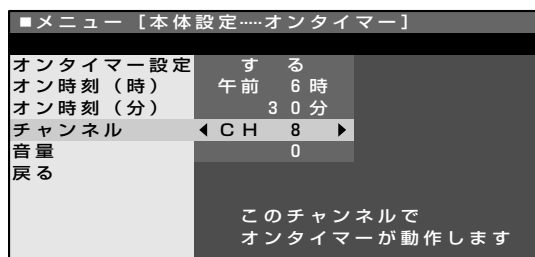 ■メニュー [本体設定……オンタイマー]
オンタイマー設定 する
オン時刻(時) 午前 6時
オン時刻(分) 30分
チャンネル ◀CH 8 ▶
音量 0
戻る
このチャンネルで
オンタイマーが動作します